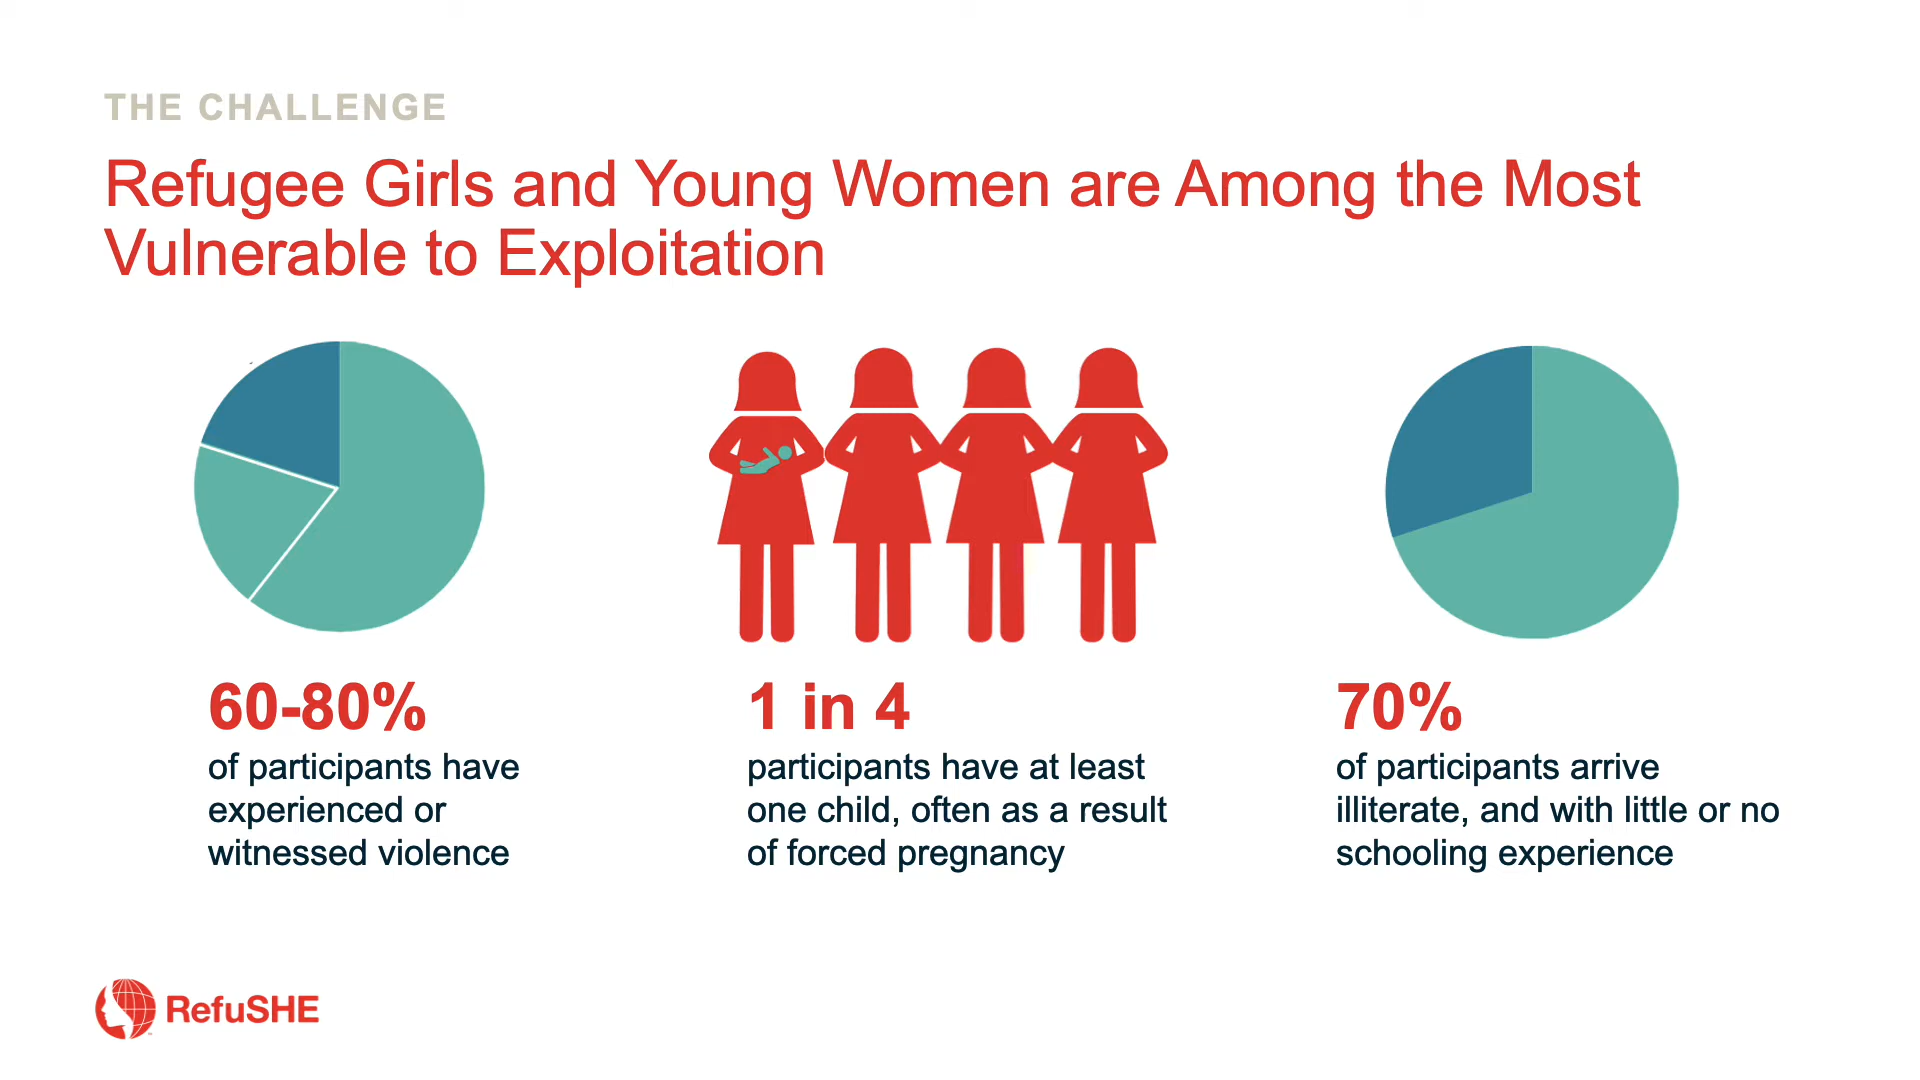 THE CHALLENGE
Refugee Girls and Young Women are Among the Most
Vulnerable to Exploitation
60-80%
of participants have
experienced or
witnessed violence
1 in 4
participants have at least
one child, often as a result
of forced pregnancy
70%
of participants arrive
illiterate, and with little or no
schooling experience
RefuSHE